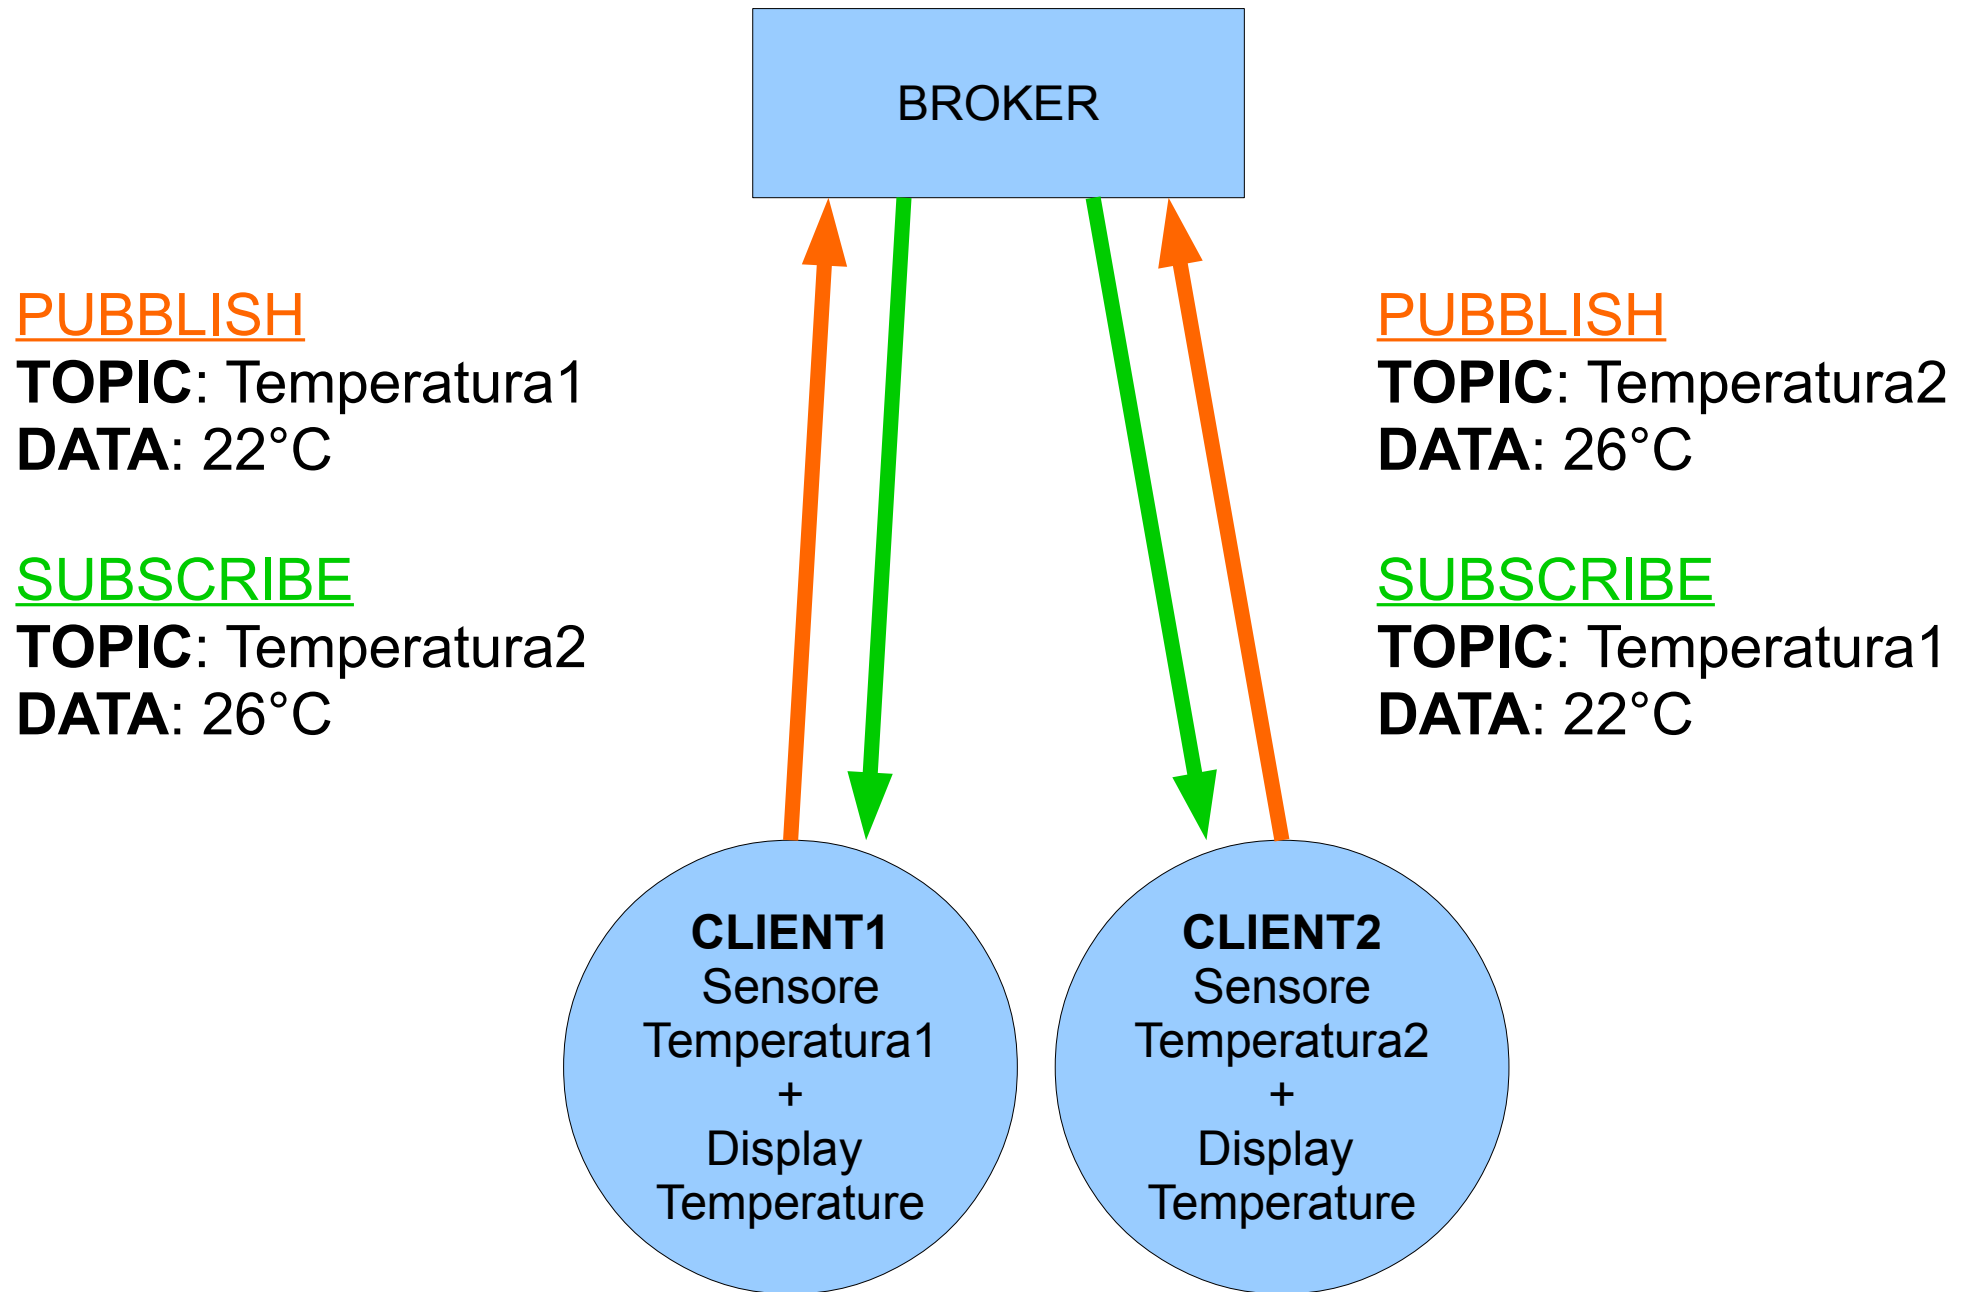 BROKER
PUBBLISH
TOPIC: Temperatura1
DATA: 22°C
SUBSCRIBE
TOPIC: Temperatura2
DATA: 26°C
PUBBLISH
TOPIC: Temperatura2
DATA: 26°C
SUBSCRIBE
TOPIC: Temperatura1
DATA: 22°C
CLIENT1
Sensore
Temperatura1
+
Display
Temperature
CLIENT2
Sensore
Temperatura2
+
Display
Temperature